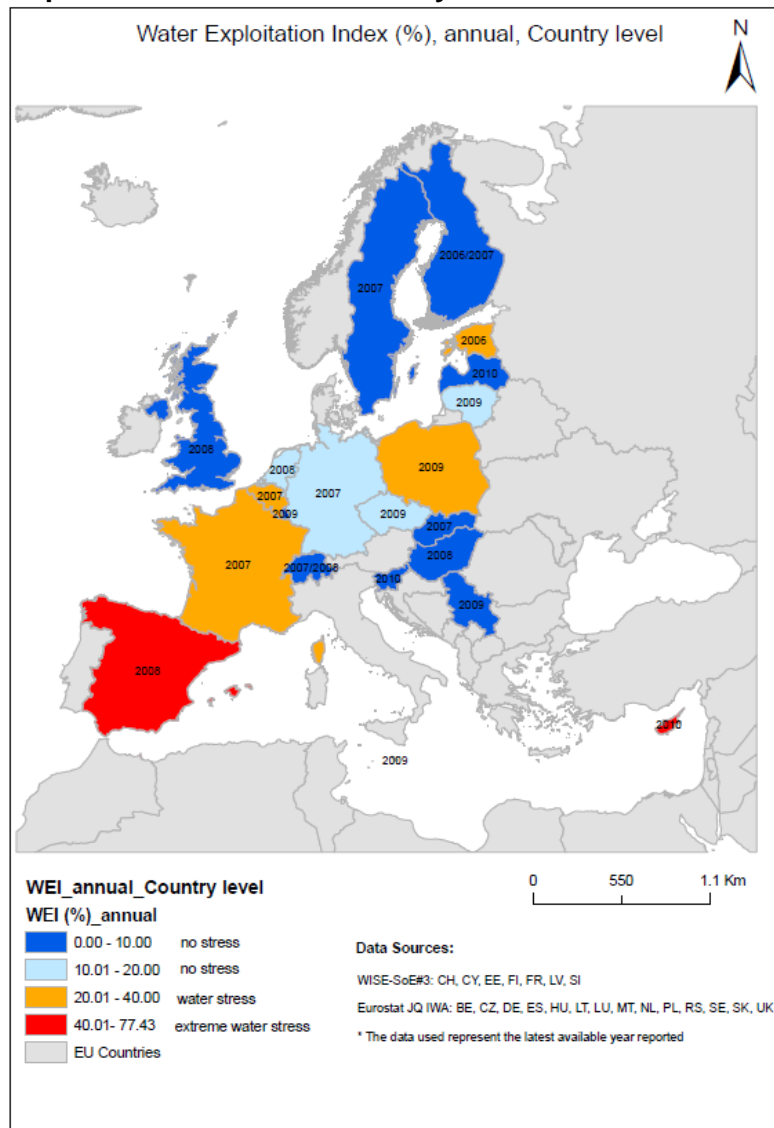 Water Exploitation Index (%), annual, Country level
N
2006/2007
2007
2006
2010
2009
2008
2008
2007
2009
2007
2009
2009
2007
2007
2008
2007/2008
2010
2009
2008
2010
2009
WEI_annual_Country level
WEI (%)_annual
0.00 - 10.00 no stress
10.01 - 20.00 no stress
20.01 - 40.00 water stress
40.01- 77.43 extreme water stress
EU Countries
0 550 1.1 Km
Data Sources:
WISE-SoE#3: CH, CY, EE, FI, FR, LV, SI
Eurostat JQ IWA: BE, CZ, DE, ES, HU, LT, LU, MT, NL, PL, RS, SE, SK, UK
* The data used represent the latest available year reported